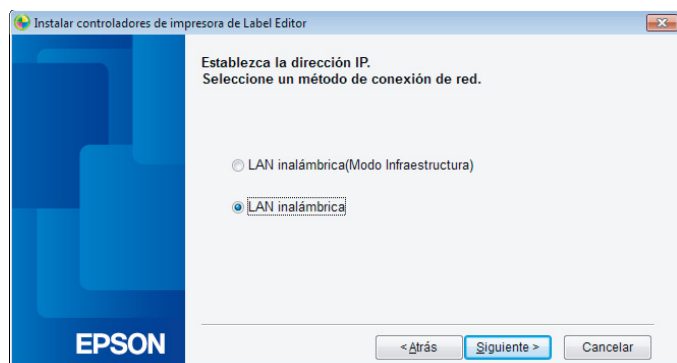 Instalar controladores de impresora de Label Editor
Establezca la dirección IP.
Seleccione un método de conexión de red.
LAN inalámbrica(Modo Infraestructura)
LAN inalámbrica
EPSON
< Atrás
Siguiente >
Cancelar